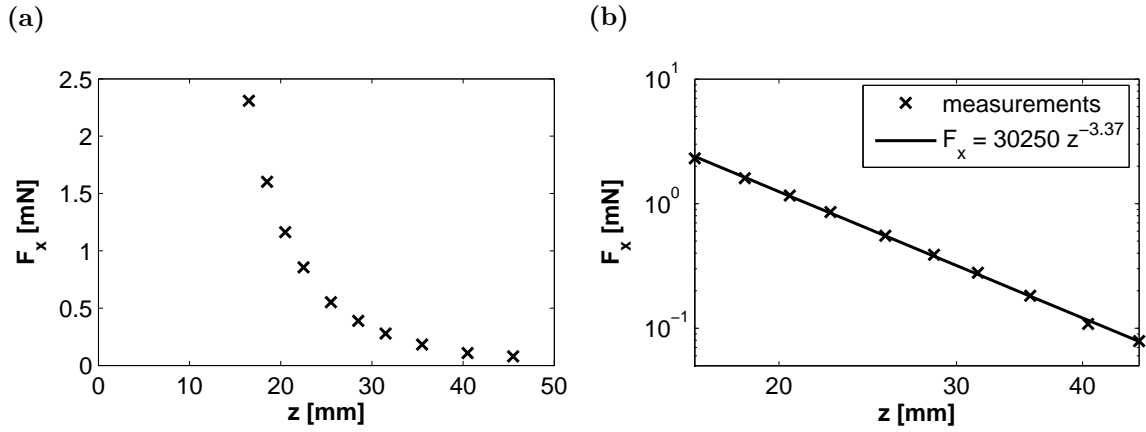 (a)
2.5
2
1.5
1
0.5
0
F_x [mN]
0 10 20 30 40 50
z [mm]
(b)
10^1
10^0
10^−1
F_x [mN]
measurements
F_x = 30250 z^−3.37
20 30 40
z [mm]